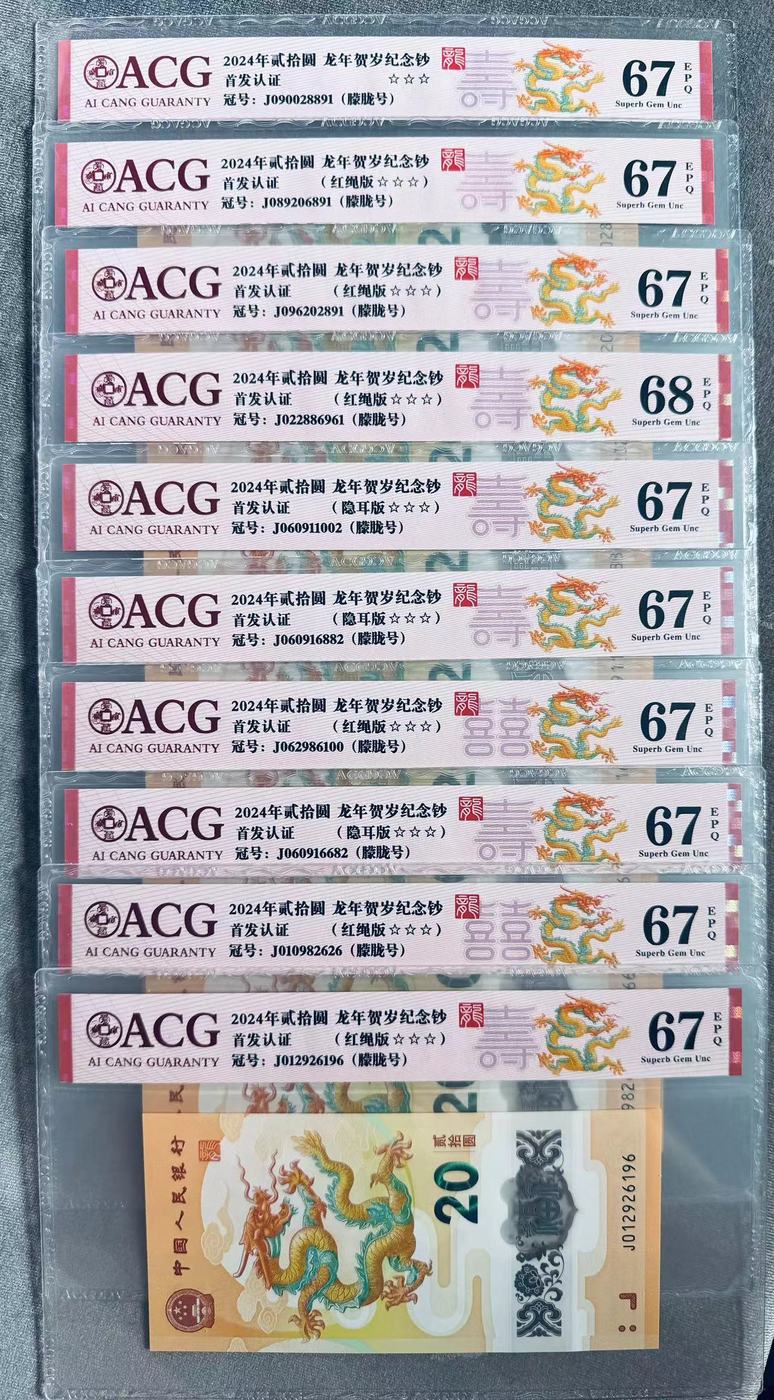 ACG
AI CANG GUARANTY
2024年贰拾圆 龙年贺岁纪念钞
首发认证 ☆☆☆
冠号：J090028891（朦胧号）
龍
67
EPQ
Superb Gem Unc
ACG
AI CANG GUARANTY
2024年贰拾圆 龙年贺岁纪念钞
首发认证 （红绳版☆☆☆）
冠号：J089206891（朦胧号）
龍
67
EPQ
Superb Gem Unc
ACG
AI CANG GUARANTY
2024年贰拾圆 龙年贺岁纪念钞
首发认证 （红绳版☆☆☆）
冠号：J096202891（朦胧号）
龍
67
EPQ
Superb Gem Unc
ACG
AI CANG GUARANTY
2024年贰拾圆 龙年贺岁纪念钞
首发认证 （红绳版☆☆☆）
冠号：J022886961（朦胧号）
龍
68
EPQ
Superb Gem Unc
ACG
AI CANG GUARANTY
2024年贰拾圆 龙年贺岁纪念钞
首发认证 （隐耳版☆☆☆）
冠号：J060911002（朦胧号）
龍
67
EPQ
Superb Gem Unc
ACG
AI CANG GUARANTY
2024年贰拾圆 龙年贺岁纪念钞
首发认证 （隐耳版☆☆☆）
冠号：J060916882（朦胧号）
龍
67
EPQ
Superb Gem Unc
ACG
AI CANG GUARANTY
2024年贰拾圆 龙年贺岁纪念钞
首发认证 （红绳版☆☆☆）
冠号：J062986100（朦胧号）
龍
67
EPQ
Superb Gem Unc
ACG
AI CANG GUARANTY
2024年贰拾圆 龙年贺岁纪念钞
首发认证 （隐耳版☆☆☆）
冠号：J060916682（朦胧号）
龍
67
EPQ
Superb Gem Unc
ACG
AI CANG GUARANTY
2024年贰拾圆 龙年贺岁纪念钞
首发认证 （红绳版☆☆☆）
冠号：J010982626（朦胧号）
龍
67
EPQ
Superb Gem Unc
ACG
AI CANG GUARANTY
2024年贰拾圆 龙年贺岁纪念钞
首发认证 （红绳版☆☆☆）
冠号：J012926196（朦胧号）
龍
67
EPQ
Superb Gem Unc
中国人民银行
20
贰拾圆
J012926196